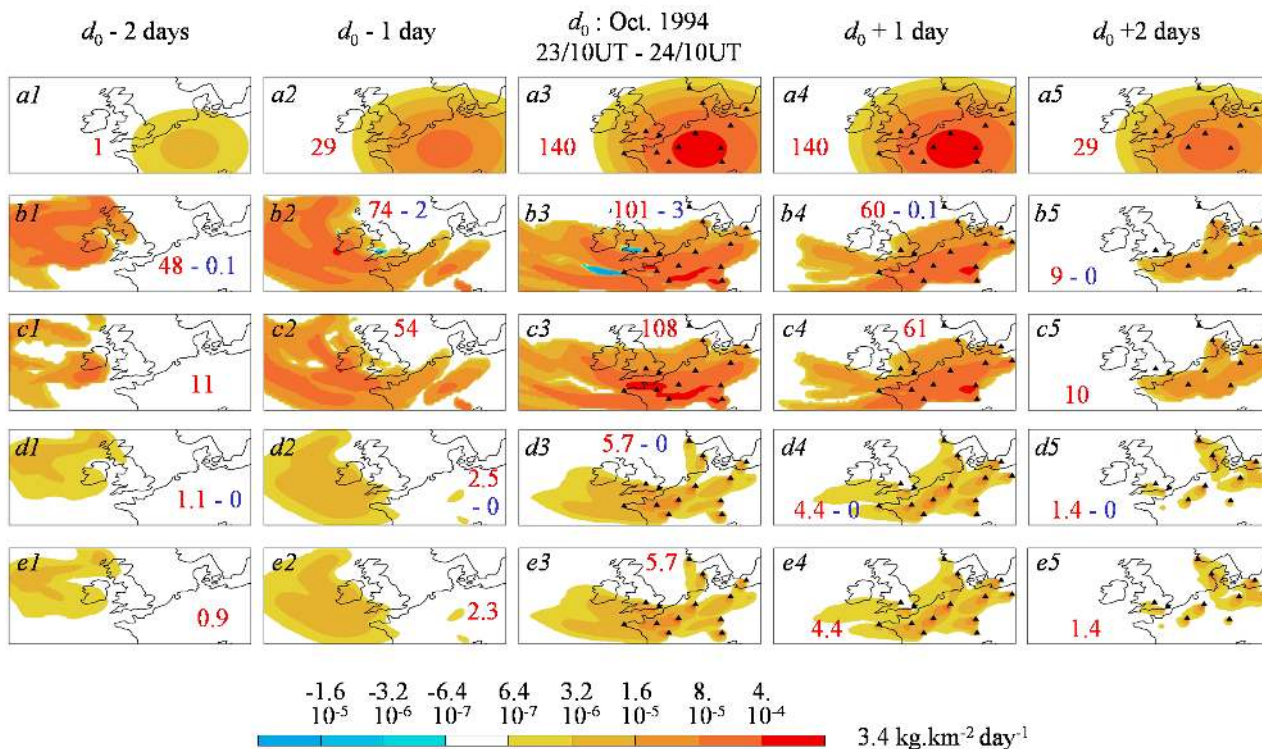 d₀ - 2 days
d₀ - 1 day
d₀ : Oct. 1994
23/10UT - 24/10UT
d₀ + 1 day
d₀ +2 days
a1 1
a2 29
a3 140
a4 140
a5 29
b1 48 - 0.1
b2 74 - 2
b3 101 - 3
b4 60 - 0.1
b5 9 - 0
c1 11
c2 54
c3 108
c4 61
c5 10
d1 1.1 - 0
d2 2.5
- 0
d3 5.7 - 0
d4 4.4 - 0
d5 1.4 - 0
e1 0.9
e2 2.3
e3 5.7
e4 4.4
e5 1.4
-1.6 -3.2 -6.4 6.4 3.2 1.6 8. 4.
10⁻⁵ 10⁻⁶ 10⁻⁷ 10⁻⁷ 10⁻⁶ 10⁻⁵ 10⁻⁵ 10⁻⁴
3.4 kg.km⁻² day⁻¹